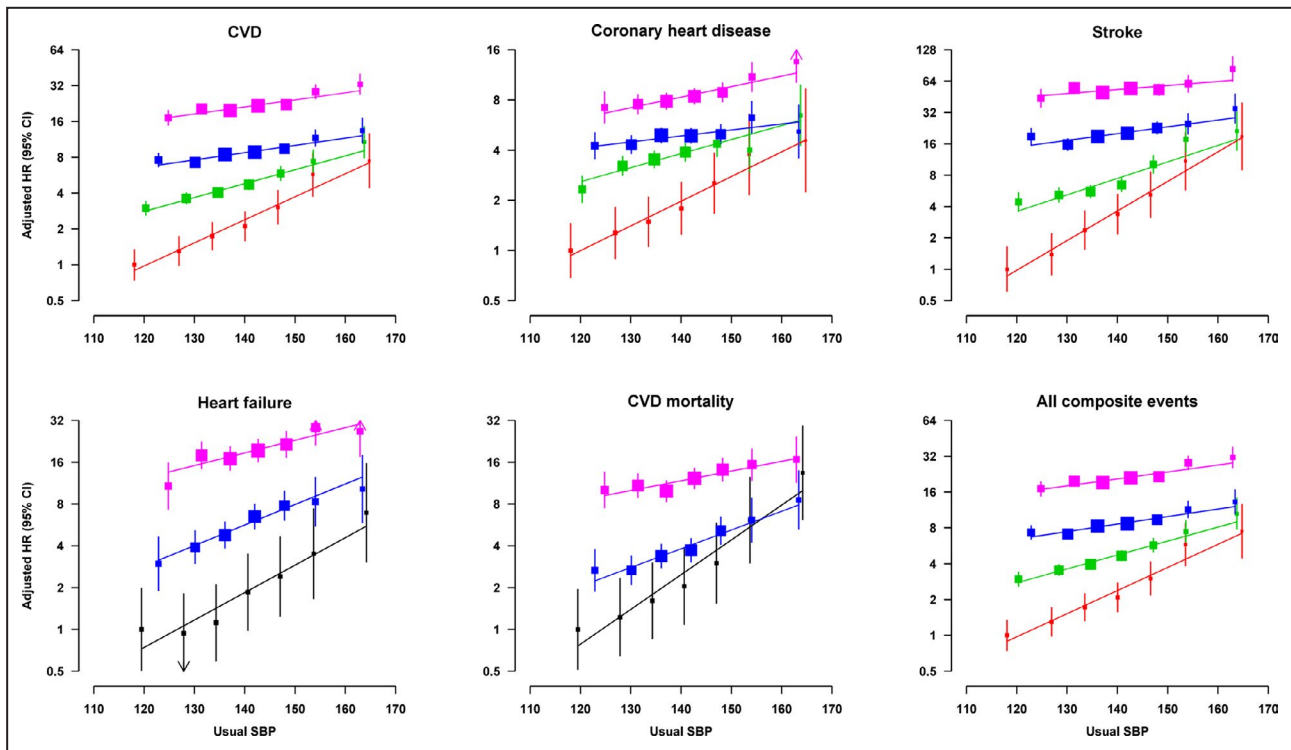 CVD
Coronary heart disease
Stroke
Adjusted HR (95% CI)
64
32
16
8
4
2
1
0.5
16
8
4
2
1
0.5
128
64
32
16
8
4
2
1
0.5
110 120 130 140 150 160 170
110 120 130 140 150 160 170
110 120 130 140 150 160 170
Heart failure
CVD mortality
All composite events
Adjusted HR (95% CI)
32
16
8
4
2
1
0.5
32
16
8
4
2
1
0.5
64
32
16
8
4
2
1
0.5
110 120 130 140 150 160 170
110 120 130 140 150 160 170
110 120 130 140 150 160 170
Usual SBP
Usual SBP
Usual SBP